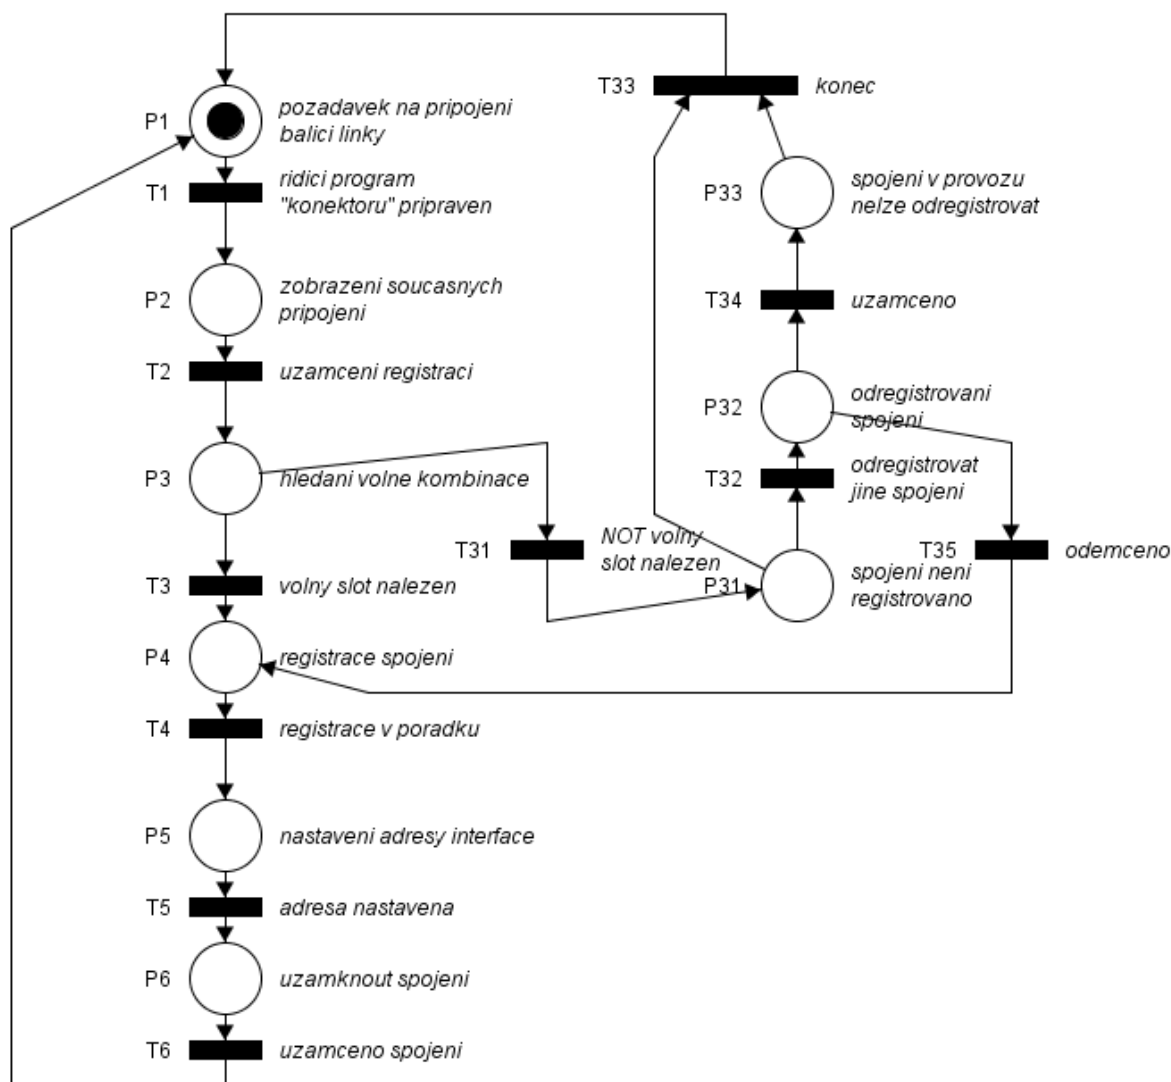 P1
pozadavek na pripojeni
balici linky
T1
ridici program
"konektoru" pripraven
P2
zobrazeni soucasnych
pripojeni
T2
uzamceni registraci
P3
hledani volne kombinace
T3
volny slot nalezen
P4
registrace spojeni
T4
registrace v poradku
P5
nastaveni adresy interface
T5
adresa nastavena
P6
uzamknout spojeni
T6
uzamceno spojeni
T31
NOT volny
slot nalezen
T33
konec
P33
spojeni v provozu
nelze odregistrovat
T34
uzamceno
P32
odregistrovani
spojeni
T32
odregistrovat
jine spojeni
P31
spojeni není
registrovano
T35
odemceno